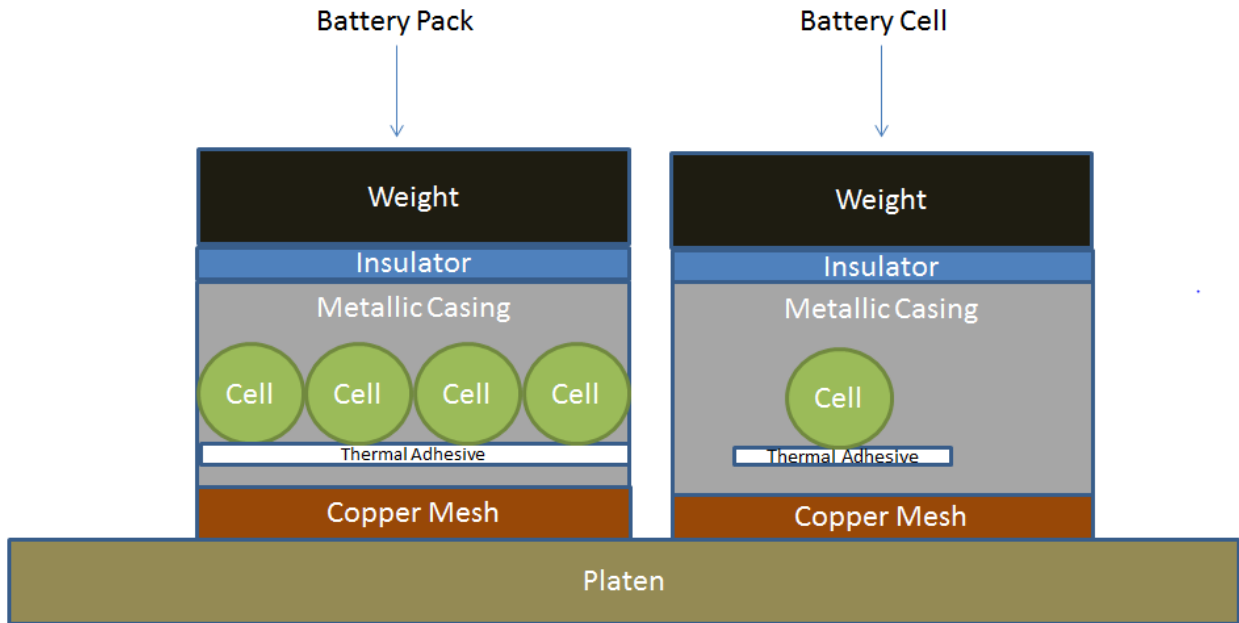 Battery Pack
Battery Cell
Weight
Weight
Insulator
Insulator
Metallic Casing
Metallic Casing
Cell
Cell
Cell
Cell
Cell
Thermal Adhesive
Thermal Adhesive
Copper Mesh
Copper Mesh
Platen